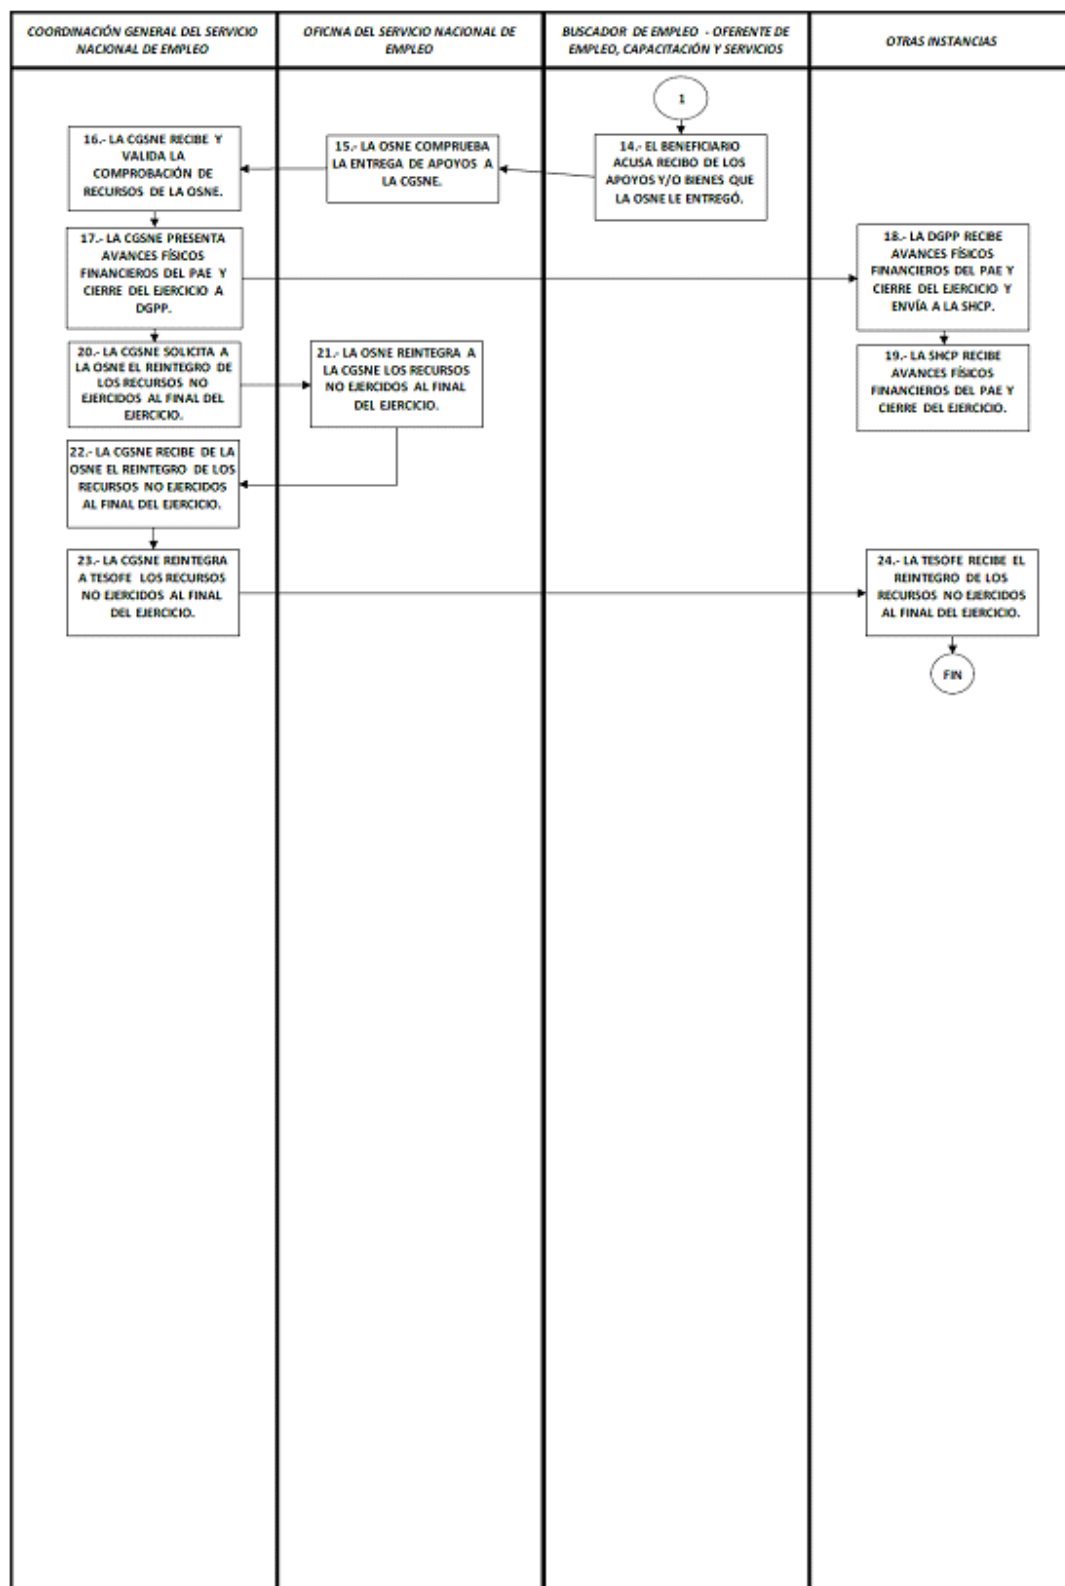 COORDINACIÓN GENERAL DEL SERVICIO
NACIONAL DE EMPLEO
OFICINA DEL SERVICIO NACIONAL DE
EMPLEO
BUSCADOR DE EMPLEO - OFERENTE DE
EMPLEO, CAPACITACIÓN Y SERVICIOS
OTRAS INSTANCIAS
1
14.- EL BENEFICIARIO
ACUSA RECIBO DE LOS
APOYOS Y/O BIENES QUE
LA OSNE LE ENTREGÓ.
15.- LA OSNE COMPRUEBA
LA ENTREGA DE APOYOS A
LA CGSNE.
16.- LA CGSNE RECIBE Y
VALIDA LA
COMPROBACIÓN DE
RECURSOS DE LA OSNE.
17.- LA CGSNE PRESENTA
AVANCES FÍSICOS
FINANCIEROS DEL PAE Y
CIERRE DEL EJERCICIO A
DGPP.
18.- LA DGPP RECIBE
AVANCES FÍSICOS
FINANCIEROS DEL PAE Y
CIERRE DEL EJERCICIO Y
ENVÍA A LA SHCP.
19.- LA SHCP RECIBE
AVANCES FÍSICOS
FINANCIEROS DEL PAE Y
CIERRE DEL EJERCICIO.
20.- LA CGSNE SOLICITA A
LA OSNE EL REINTEGRO DE
LOS RECURSOS NO
EJERCIDOS AL FINAL DEL
EJERCICIO.
21.- LA OSNE REINTEGRA A
LA CGSNE LOS RECURSOS
NO EJERCIDOS AL FINAL
DEL EJERCICIO.
22.- LA CGSNE RECIBE DE LA
OSNE EL REINTEGRO DE LOS
RECURSOS NO EJERCIDOS
AL FINAL DEL EJERCICIO.
23.- LA CGSNE REINTEGRA
A TESOFE LOS RECURSOS
NO EJERCIDOS AL FINAL
DEL EJERCICIO.
24.- LA TESOFE RECIBE EL
REINTEGRO DE LOS
RECURSOS NO EJERCIDOS
AL FINAL DEL EJERCICIO.
FIN